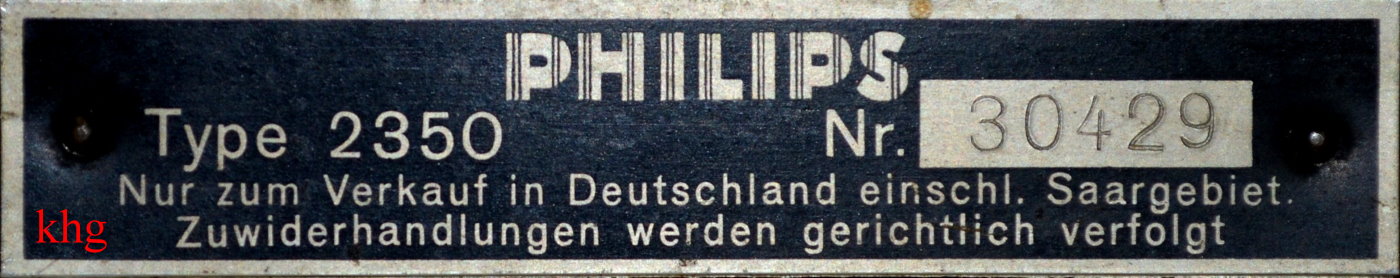 PHILIPS
Type 2350 Nr. 30429
Nur zum Verkauf in Deutschland einschl. Saargebiet.
Zuwiderhandlungen werden gerichtlich verfolgt
khg